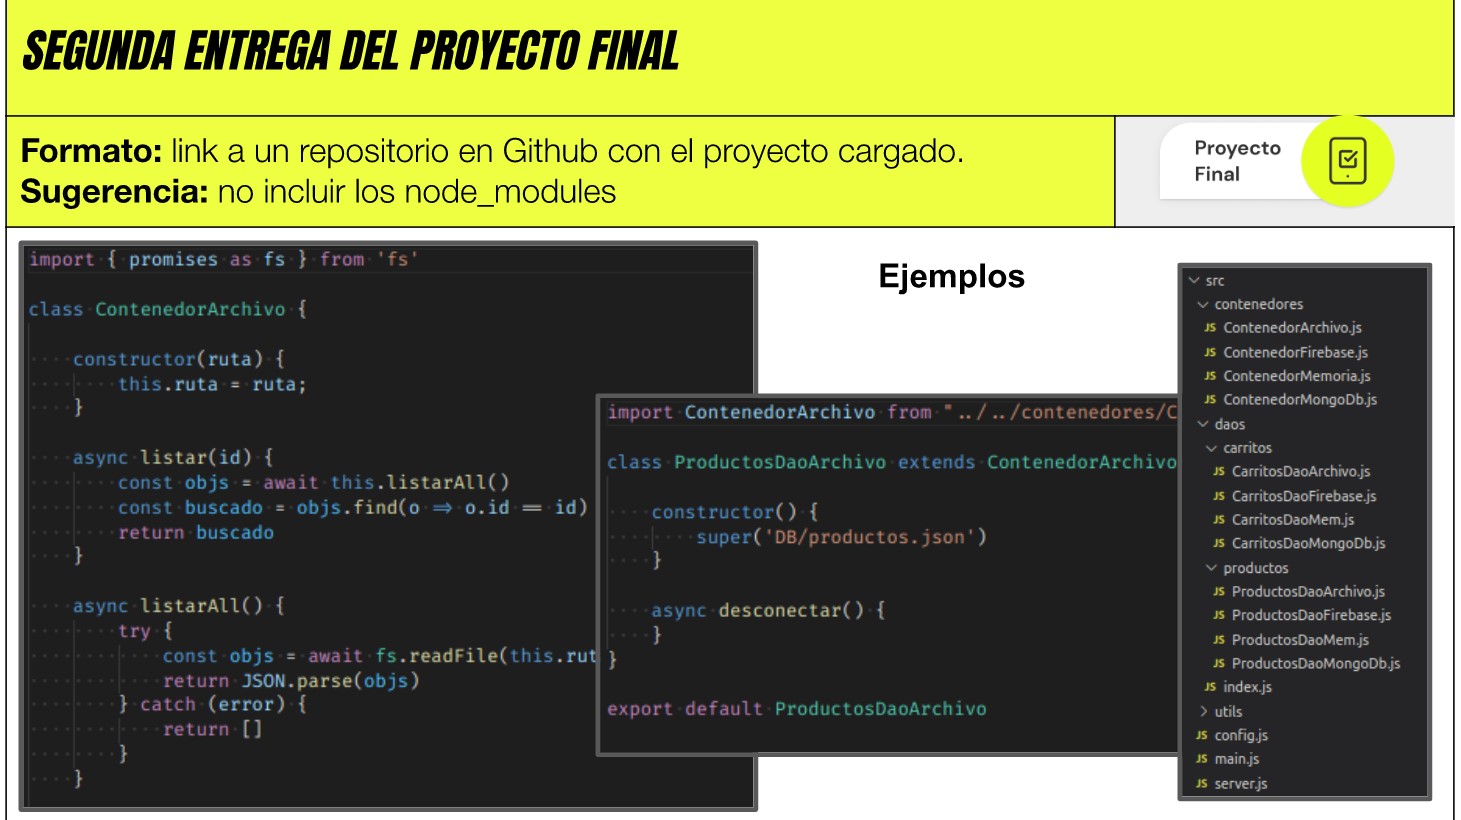 SEGUNDA ENTREGA DEL PROYECTO FINAL
Formato: link a un repositorio en Github con el proyecto cargado.
Sugerencia: no incluir los node_modules
Proyecto
Final
import { promises as fs } from 'fs'
class ContenedorArchivo {
constructor(ruta) {
this.ruta = ruta;
}
async listar(id) {
const objs = await this.listarAll()
const buscado = objs.find(o => o.id == id)
return buscado
}
async listarAll() {
try {
const objs = await fs.readFile(this.rut
return JSON.parse(objs)
} catch (error) {
return []
}
}
Ejemplos
import ContenedorArchivo from "../../contenedores/C
class ProductosDaoArchivo extends ContenedorArchivo
constructor() {
super('DB/productos.json')
}
async desconectar() {
}
}
export default ProductosDaoArchivo
src
contenedores
JS ContenedorArchivo.js
JS ContenedorFirebase.js
JS ContenedorMemoria.js
JS ContenedorMongoDb.js
daos
carritos
JS CarritosDaoArchivo.js
JS CarritosDaoFirebase.js
JS CarritosDaoMem.js
JS CarritosDaoMongoDb.js
productos
JS ProductosDaoArchivo.js
JS ProductosDaoFirebase.js
JS ProductosDaoMem.js
JS ProductosDaoMongoDb.js
JS index.js
utils
JS config.js
JS main.js
JS server.js